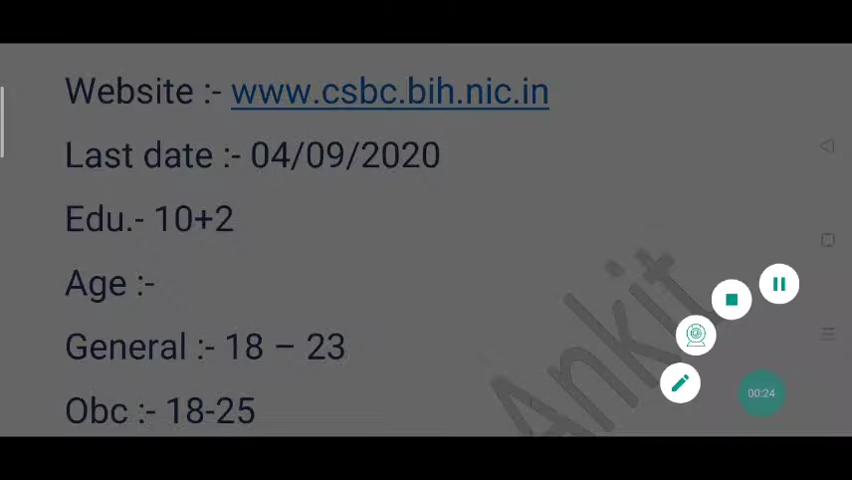 Website :- www.csbc.bih.nic.in
Last date :- 04/09/2020
Edu.- 10+2
Age :-
General :- 18 – 23
Obc :- 18-25
Ankit
00:24